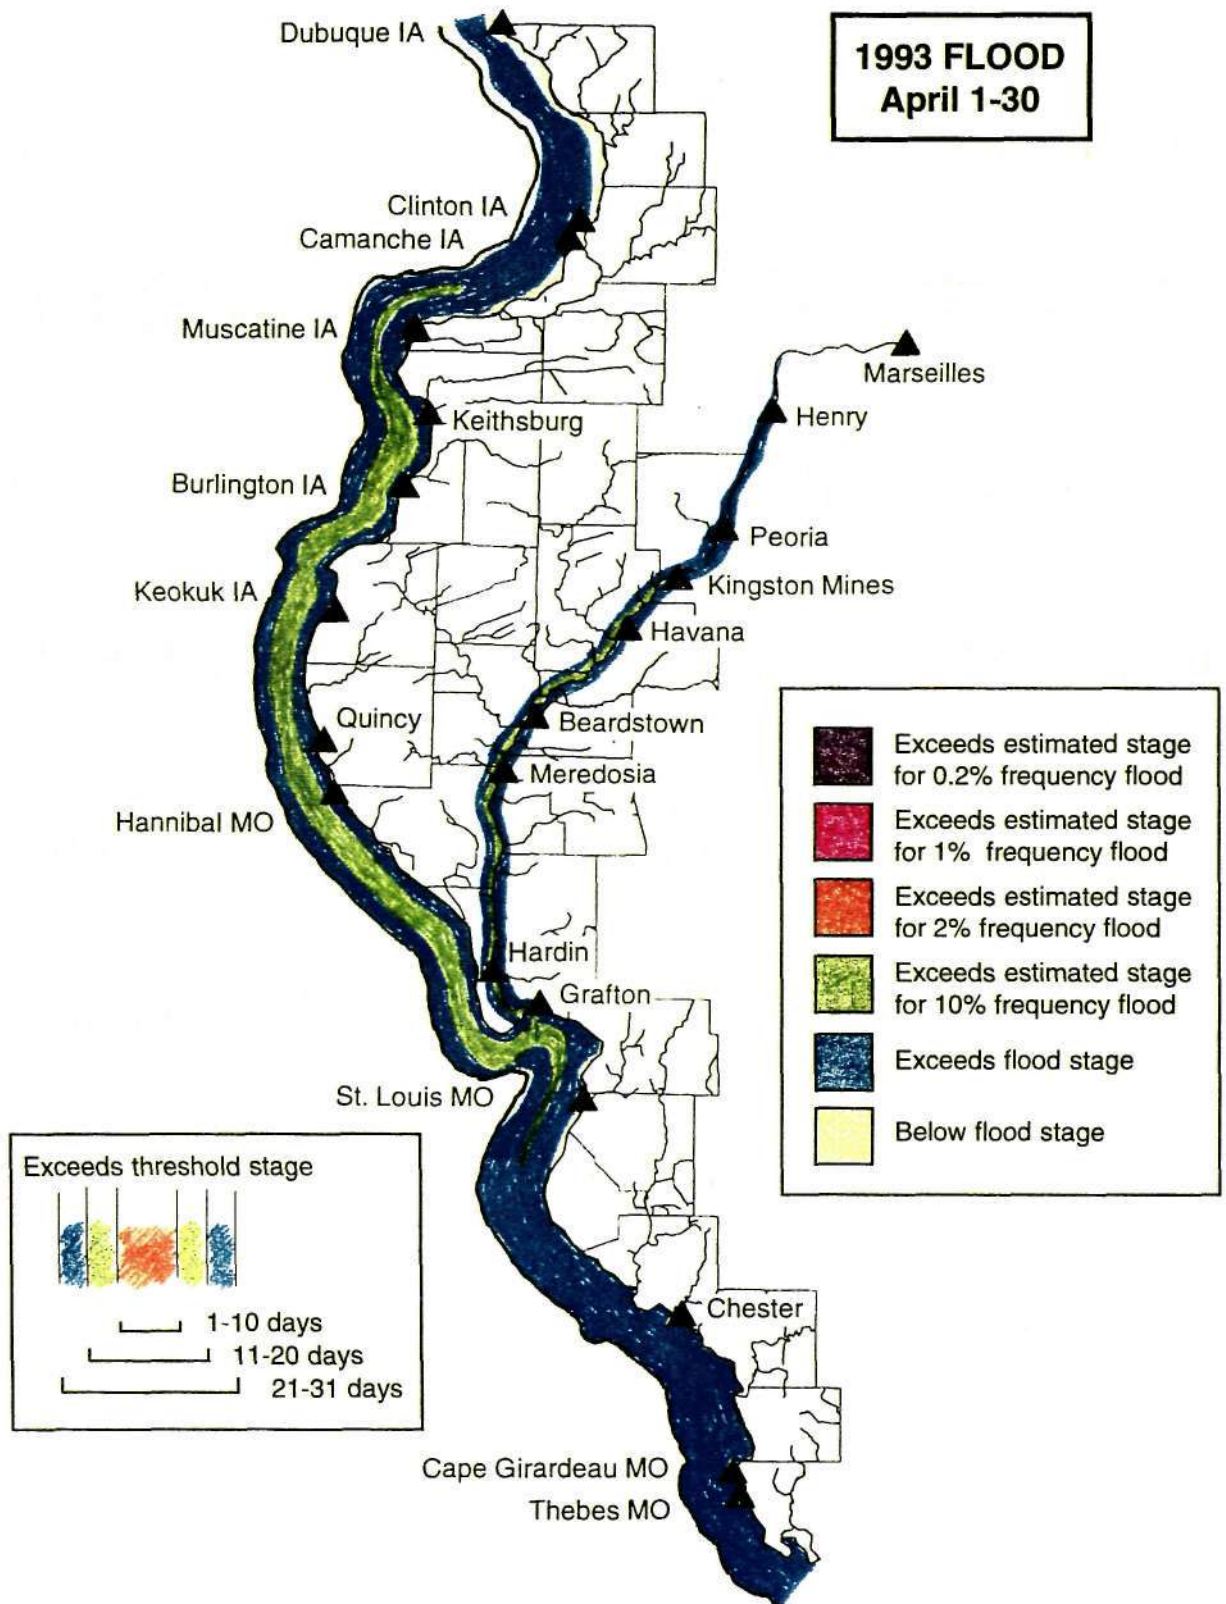 1993 FLOOD
April 1-30
Dubuque IA
Clinton IA
Camanche IA
Muscatine IA
Marseilles
Keithsburg
Henry
Burlington IA
Peoria
Kingston Mines
Keokuk IA
Havana
Quincy
Beardstown
Meredosia
Hannibal MO
Hardin
Grafton
St. Louis MO
Chester
Cape Girardeau MO
Thebes MO
Exceeds estimated stage
for 0.2% frequency flood
Exceeds estimated stage
for 1% frequency flood
Exceeds estimated stage
for 2% frequency flood
Exceeds estimated stage
for 10% frequency flood
Exceeds flood stage
Below flood stage
Exceeds threshold stage
1-10 days
11-20 days
21-31 days